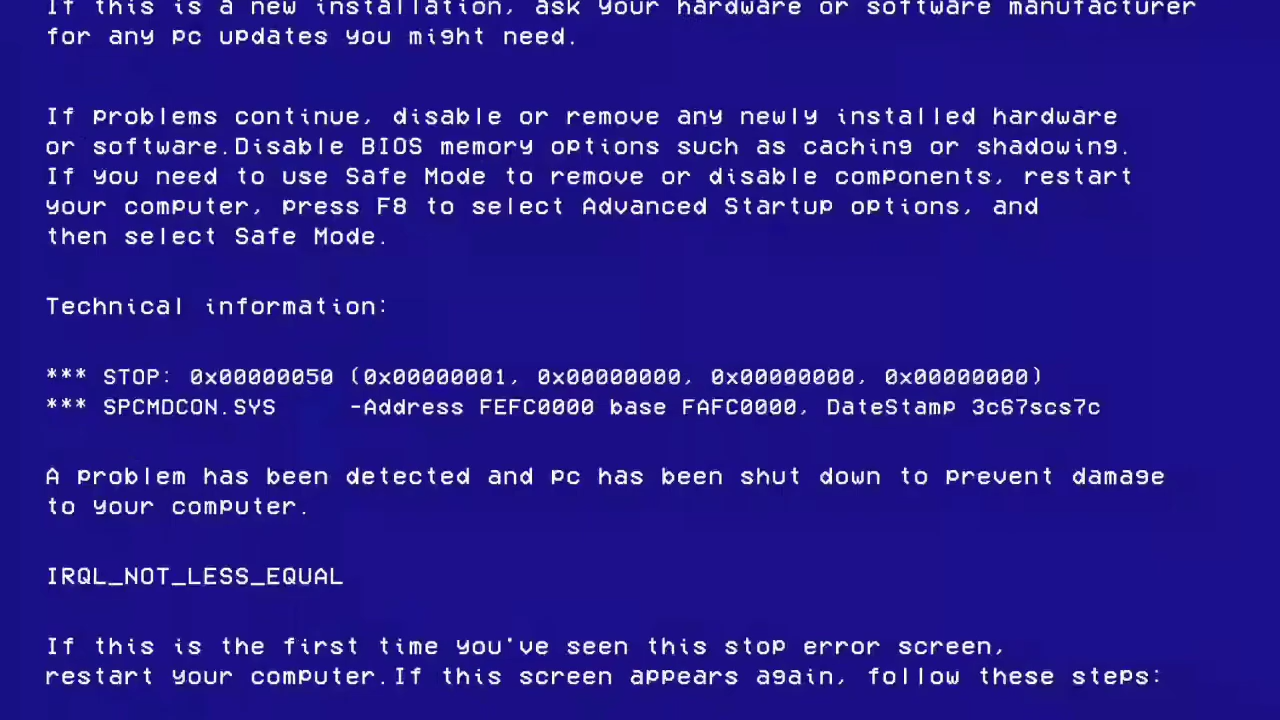 If this is a new installation, ask your hardware or software manufacturer
for any pc updates you might need.
If problems continue, disable or remove any newly installed hardware
or software.Disable BIOS memory options such as caching or shadowing.
If you need to use Safe Mode to remove or disable components, restart
your computer, press F8 to select Advanced Startup options, and
then select Safe Mode.
Technical information:
*** STOP: 0x00000050 (0x00000001, 0x00000000, 0x00000000, 0x00000000)
*** SPCMDCON.SYS -Address FEFC0000 base FAFC0000, DateStamp 3c67scs7c
A problem has been detected and pc has been shut down to prevent damage
to your computer.
IRQL_NOT_LESS_EQUAL
If this is the first time you've seen this stop error screen,
restart your computer.If this screen appears again, follow these steps: